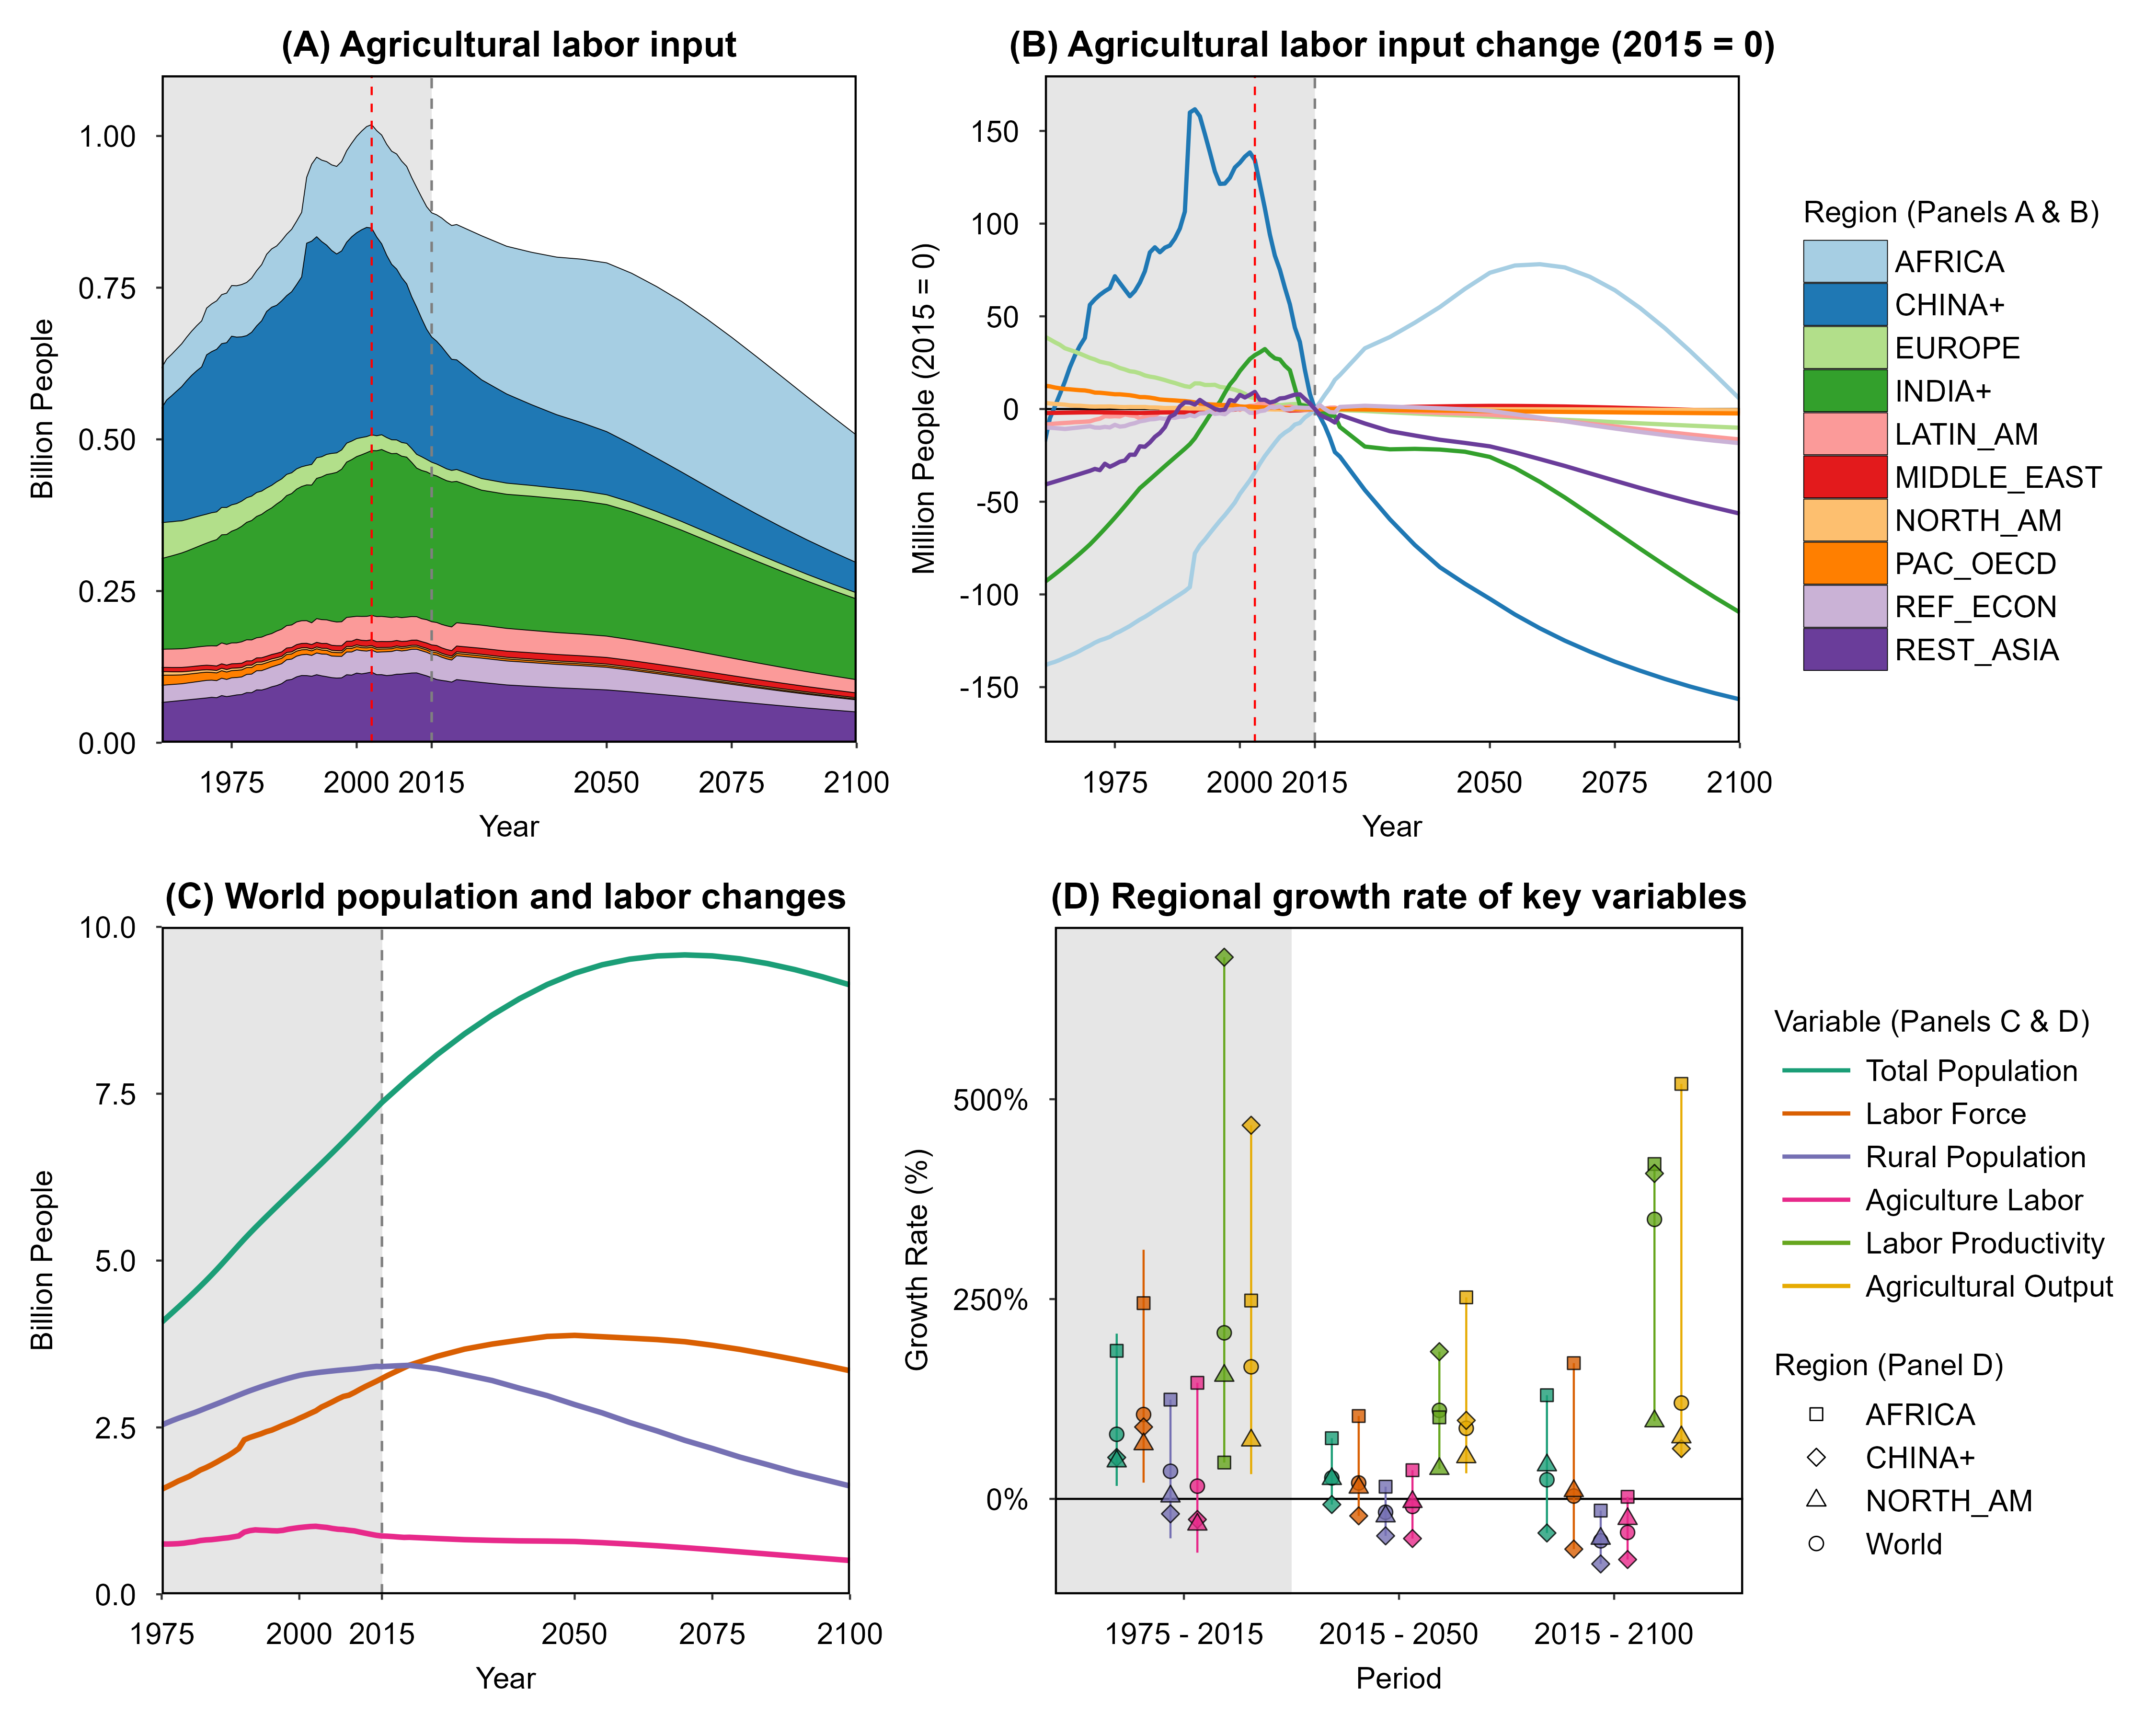 (A) Agricultural labor input
1.00
0.75
0.50
0.25
0.00
Billion People
1975 2000 2015 2050 2075 2100
Year
(B) Agricultural labor input change (2015 = 0)
150
100
50
0
-50
-100
-150
Million People (2015 = 0)
1975 2000 2015 2050 2075 2100
Year
Region (Panels A & B)
AFRICA
CHINA+
EUROPE
INDIA+
LATIN_AM
MIDDLE_EAST
NORTH_AM
PAC_OECD
REF_ECON
REST_ASIA
(C) World population and labor changes
10.0
7.5
5.0
2.5
0.0
Billion People
1975 2000 2015 2050 2075 2100
Year
(D) Regional growth rate of key variables
500%
250%
0%
Growth Rate (%)
1975 - 2015 2015 - 2050 2015 - 2100
Period
Variable (Panels C & D)
Total Population
Labor Force
Rural Population
Agiculture Labor
Labor Productivity
Agricultural Output
Region (Panel D)
AFRICA
CHINA+
NORTH_AM
World